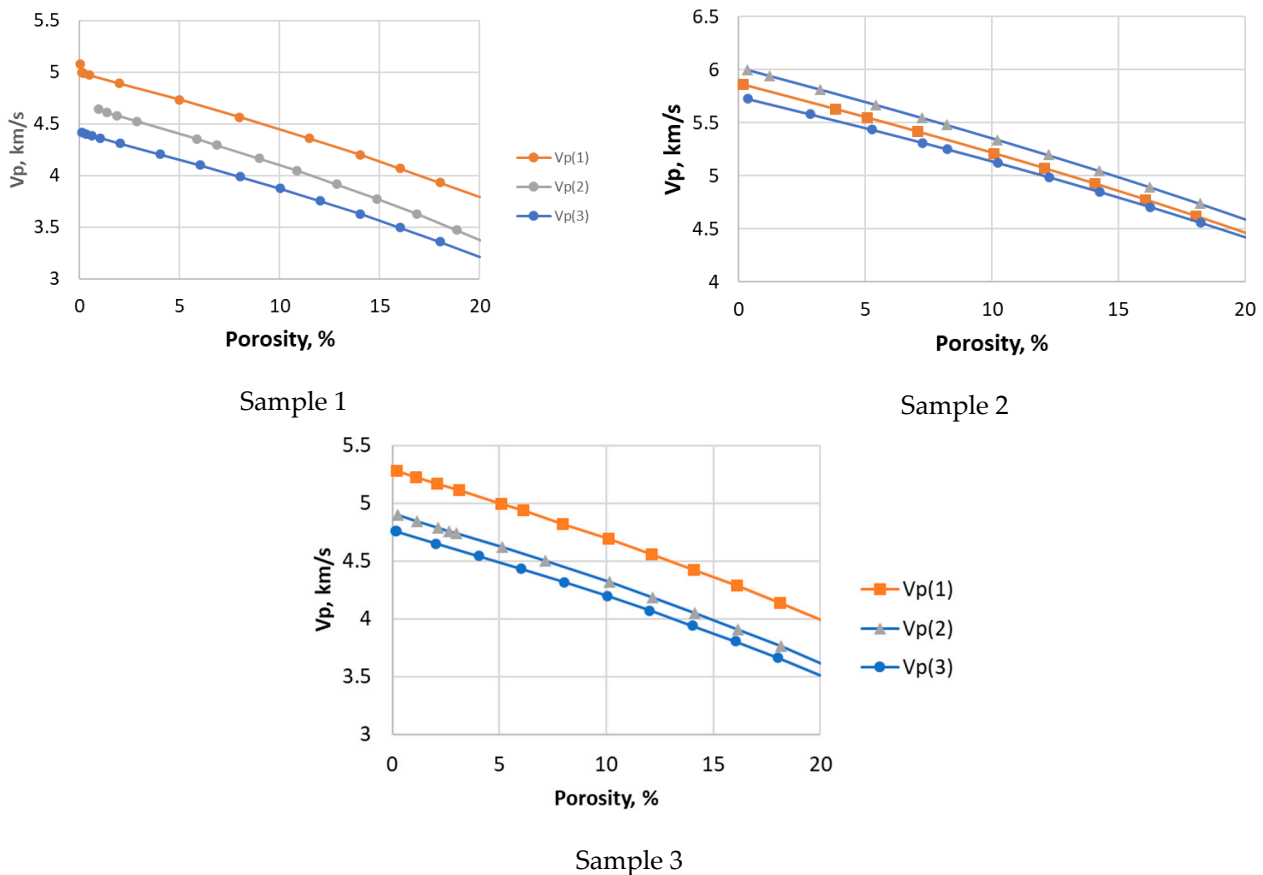 5.5
5
4.5
4
3.5
3
Vp, km/s
0 5 10 15 20
Porosity, %
Vp(1)
Vp(2)
Vp(3)
Sample 1
6.5
6
5.5
5
4.5
4
Vp, km/s
0 5 10 15 20
Porosity, %
Sample 2
5.5
5
4.5
4
3.5
3
Vp, km/s
0 5 10 15 20
Porosity, %
Vp(1)
Vp(2)
Vp(3)
Sample 3